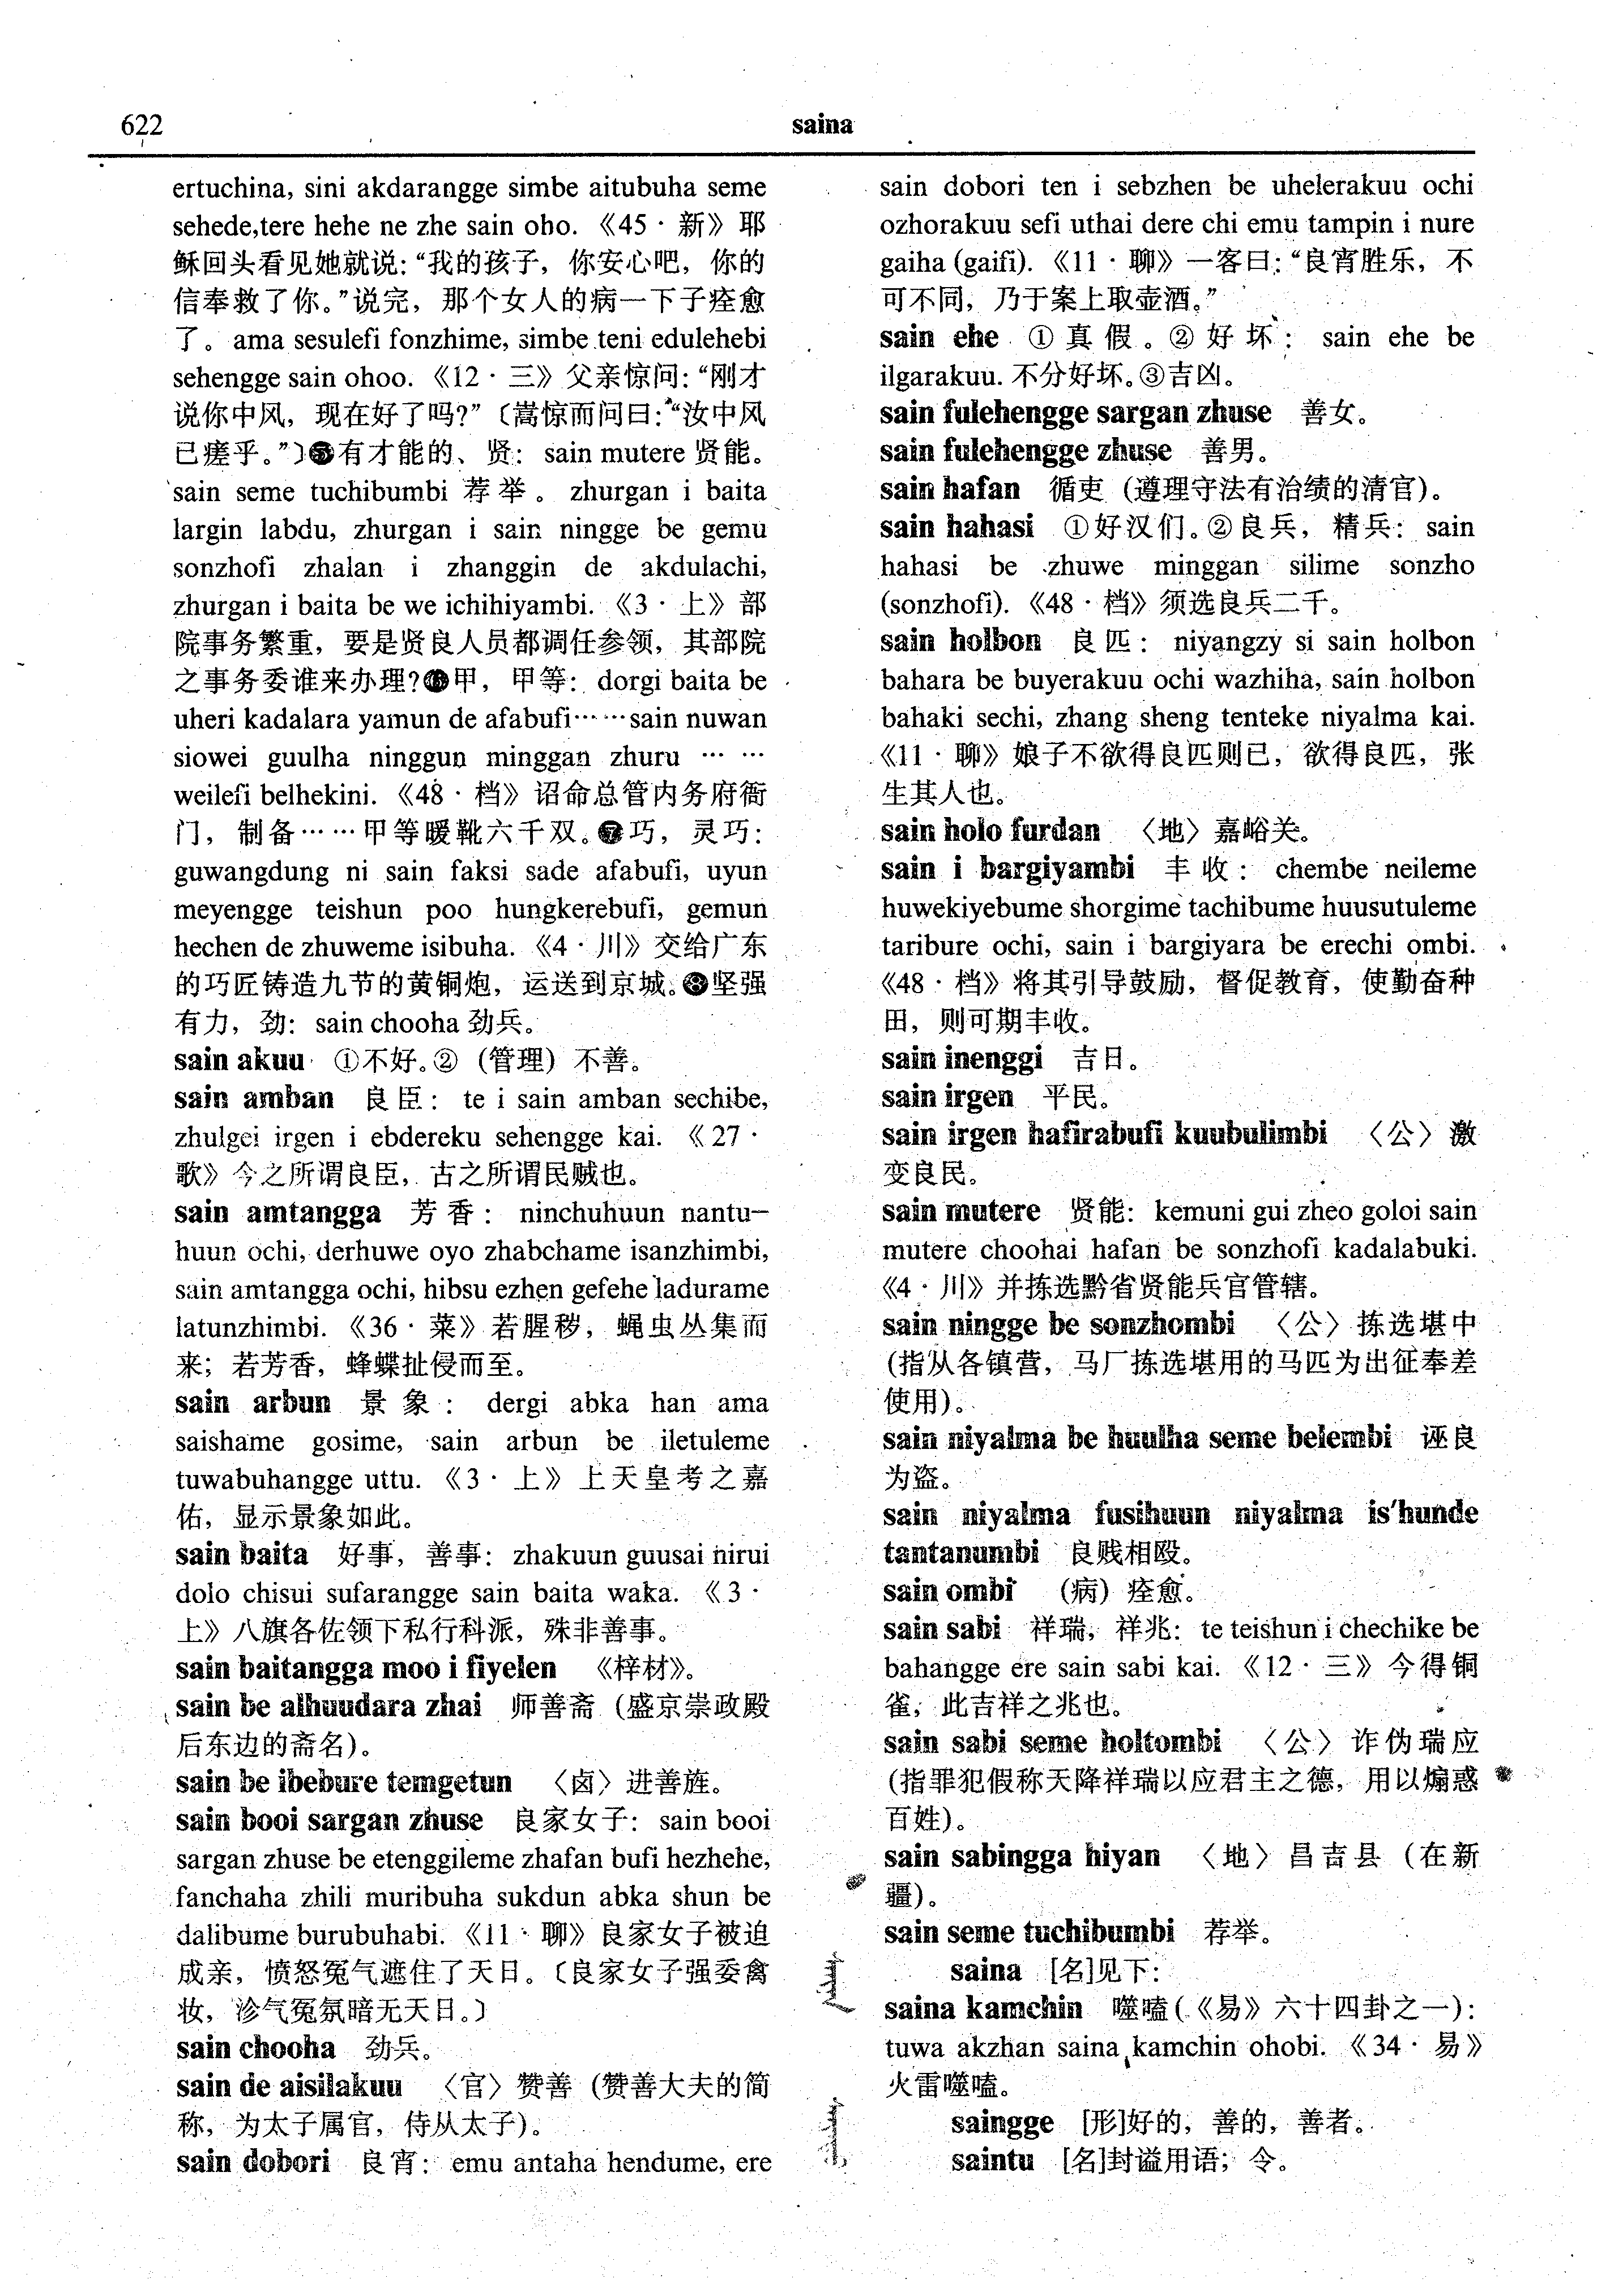 622
saina
ertuchina, sini akdarangge simbe aitubuha seme
sehede,tere hehe ne zhe sain oho. 《45·新》耶
稣回头看见她就说：“我的孩子，你安心吧，你的
信奉救了你。”说完，那个女人的病一下子痊愈
了。ama sesulefi fonzhime, simbe teni edulehebi
sehengge sain ohoo. 《12·三》父亲惊问：“刚才
说你中风，现在好了吗？”〔嵩惊而问曰：“汝中风
已瘥乎。”〕❺有才能的、贤： sain mutere 贤能。
sain seme tuchibumbi 荐举。zhurgan i baita
largin labdu, zhurgan i sain ningge be gemu
sonzhofi zhalan i zhanggin de akdulachi,
zhurgan i baita be we ichihiyambi. 《3·上》部
院事务繁重，要是贤良人员都调任参领，其部院
之事务委谁来办理？❻甲，甲等： dorgi baita be
uheri kadalara yamun de afabufi……sain nuwan
siowei guulha ninggun minggan zhuru ……
weilefi belhekini. 《48·档》诏命总管内务府衙
门，制备……甲等暖靴六千双。❼巧，灵巧：
guwangdung ni sain faksi sade afabufi, uyun
meyengge teishun poo hungkerebufi, gemun
hechen de zhuweme isibuha. 《4·川》交给广东
的巧匠铸造九节的黄铜炮，运送到京城。❽坚强
有力，劲： sain chooha 劲兵。
sain akuu ①不好。②（管理）不善。
sain amban 良臣： te i sain amban sechibe,
zhulgei irgen i ebdereku sehengge kai. 《27·
歌》今之所谓良臣，古之所谓民贼也。
sain amtangga 芳香： ninchuhuun nantu-
huun ochi, derhuwe oyo zhabchame isanzhimbi,
sain amtangga ochi, hibsu ezhen gefehe ladurame
latunzhimbi. 《36·菜》若腥秽，蝇虫丛集而
来；若芳香，蜂蝶扯侵而至。
sain arbun 景象： dergi abka han ama
saishame gosime, sain arbun be iletuleme
tuwabuhangge uttu. 《3·上》上天皇考之嘉
佑，显示景象如此。
sain baita 好事，善事： zhakuun guusai nirui
dolo chisui sufarangge sain baita waka. 《3·
上》八旗各佐领下私行科派，殊非善事。
sain baitangga moo i fiyelen 《梓材》。
sain be alhuudara zhai 师善斋（盛京崇政殿
后东边的斋名）。
sain be ibebure temgetun 〈卤〉进善旌。
sain booi sargan zhuse 良家女子： sain booi
sargan zhuse be etenggileme zhafan bufi hezhehe,
fanchaha zhili muribuha sukdun abka shun be
dalibume burubuhabi. 《11·聊》良家女子被迫
成亲，愤怒冤气遮住了天日。〔良家女子强委禽
妆，沴气冤氛暗无天日。〕
sain chooha 劲兵。
sain de aisilakuu 〈官〉赞善（赞善大夫的简
称，为太子属官，侍从太子）。
sain dobori 良宵： emu antaha hendume, ere
sain dobori ten i sebzhen be uhelerakuu ochi
ozhorakuu sefi uthai dere chi emu tampin i nure
gaiha (gaifi). 《11·聊》一客曰：“良宵胜乐，不
可不同，乃于案上取壶酒。”
sain ehe ①真假。②好坏： sain ehe be
ilgarakuu. 不分好坏。③吉凶。
sain fulehengge sargan zhuse 善女。
sain fulehengge zhuse 善男。
sain hafan 循吏（遵理守法有治绩的清官）。
sain hahasi ①好汉们。②良兵，精兵： sain
hahasi be zhuwe minggan silime sonzho
(sonzhofi). 《48·档》须选良兵二千。
sain holbon 良匹： niyangzy si sain holbon
bahara be buyerakuu ochi wazhiha, sain holbon
bahaki sechi, zhang sheng tenteke niyalma kai.
《11·聊》娘子不欲得良匹则已，欲得良匹，张
生其人也。
sain holo furdan 〈地〉嘉峪关。
sain i bargiyambi 丰收： chembe neileme
huwekiyebume shorgime tachibume huusutuleme
taribure ochi, sain i bargiyara be erechi ombi.
《48·档》将其引导鼓励，督促教育，使勤奋种
田，则可期丰收。
sain inenggi 吉日。
sain irgen 平民。
sain irgen hafirabufi kuubulimbi 〈公〉激
变良民。
sain mutere 贤能： kemuni gui zheo goloi sain
mutere choohai hafan be sonzhofi kadalabuki.
《4·川》并拣选黔省贤能兵官管辖。
sain ningge be sonzhombi 〈公〉拣选堪中
（指从各镇营，马厂拣选堪用的马匹为出征奉差
使用）。
sain niyalma be huulha seme belembi 诬良
为盗。
sain niyalma fusihuun niyalma is'hunde
tantanumbi 良贱相殴。
sain ombi （病）痊愈。
sain sabi 祥瑞，祥兆： te teishun i chechike be
bahangge ere sain sabi kai. 《12·三》今得铜
雀，此吉祥之兆也。
sain sabi seme holtombi 〈公〉诈伪瑞应
（指罪犯假称天降祥瑞以应君主之德，用以煽惑
百姓）。
sain sabingga hiyan 〈地〉昌吉县（在新
疆）。
sain seme tuchibumbi 荐举。
saina [名]见下：
saina kamchin 噬嗑（《易》六十四卦之一）：
tuwa akzhan saina kamchin ohobi. 《34·易》
火雷噬嗑。
saingge [形]好的，善的，善者。
saintu [名]封谥用语；令。